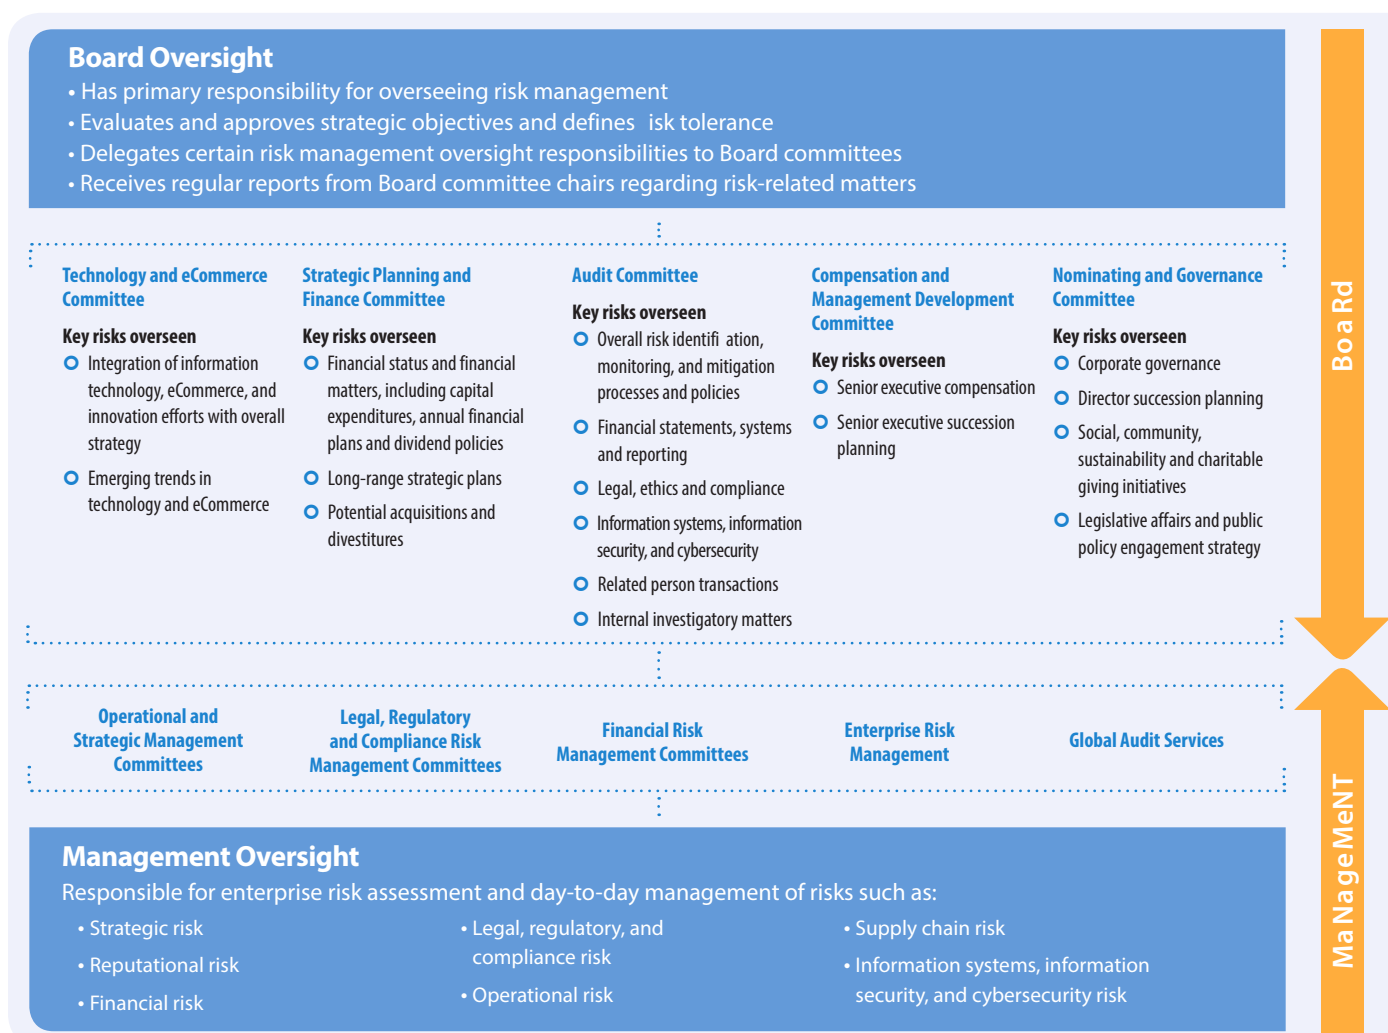 Board Oversight
• Has primary responsibility for overseeing risk management
• Evaluates and approves strategic objectives and defines isk tolerance
• Delegates certain risk management oversight responsibilities to Board committees
• Receives regular reports from Board committee chairs regarding risk-related matters
Technology and eCommerce
Committee
Key risks overseen
Integration of information
technology, eCommerce, and
innovation efforts with overall
strategy
Emerging trends in
technology and eCommerce
Strategic Planning and
Finance Committee
Key risks overseen
Financial status and financial
matters, including capital
expenditures, annual financial
plans and dividend policies
Long-range strategic plans
Potential acquisitions and
divestitures
Audit Committee
Key risks overseen
Overall risk identifi ation,
monitoring, and mitigation
processes and policies
Financial statements, systems
and reporting
Legal, ethics and compliance
Information systems, information
security, and cybersecurity
Related person transactions
Internal investigatory matters
Compensation and
Management Development
Committee
Key risks overseen
Senior executive compensation
Senior executive succession
planning
Nominating and Governance
Committee
Key risks overseen
Corporate governance
Director succession planning
Social, community,
sustainability and charitable
giving initiatives
Legislative affairs and public
policy engagement strategy
Boa Rd
Operational and
Strategic Management
Committees
Legal, Regulatory
and Compliance Risk
Management Committees
Financial Risk
Management Committees
Enterprise Risk
Management
Global Audit Services
Management Oversight
Responsible for enterprise risk assessment and day-to-day management of risks such as:
• Strategic risk
• Reputational risk
• Financial risk
• Legal, regulatory, and
compliance risk
• Operational risk
• Supply chain risk
• Information systems, information
security, and cybersecurity risk
MaNageMeNT